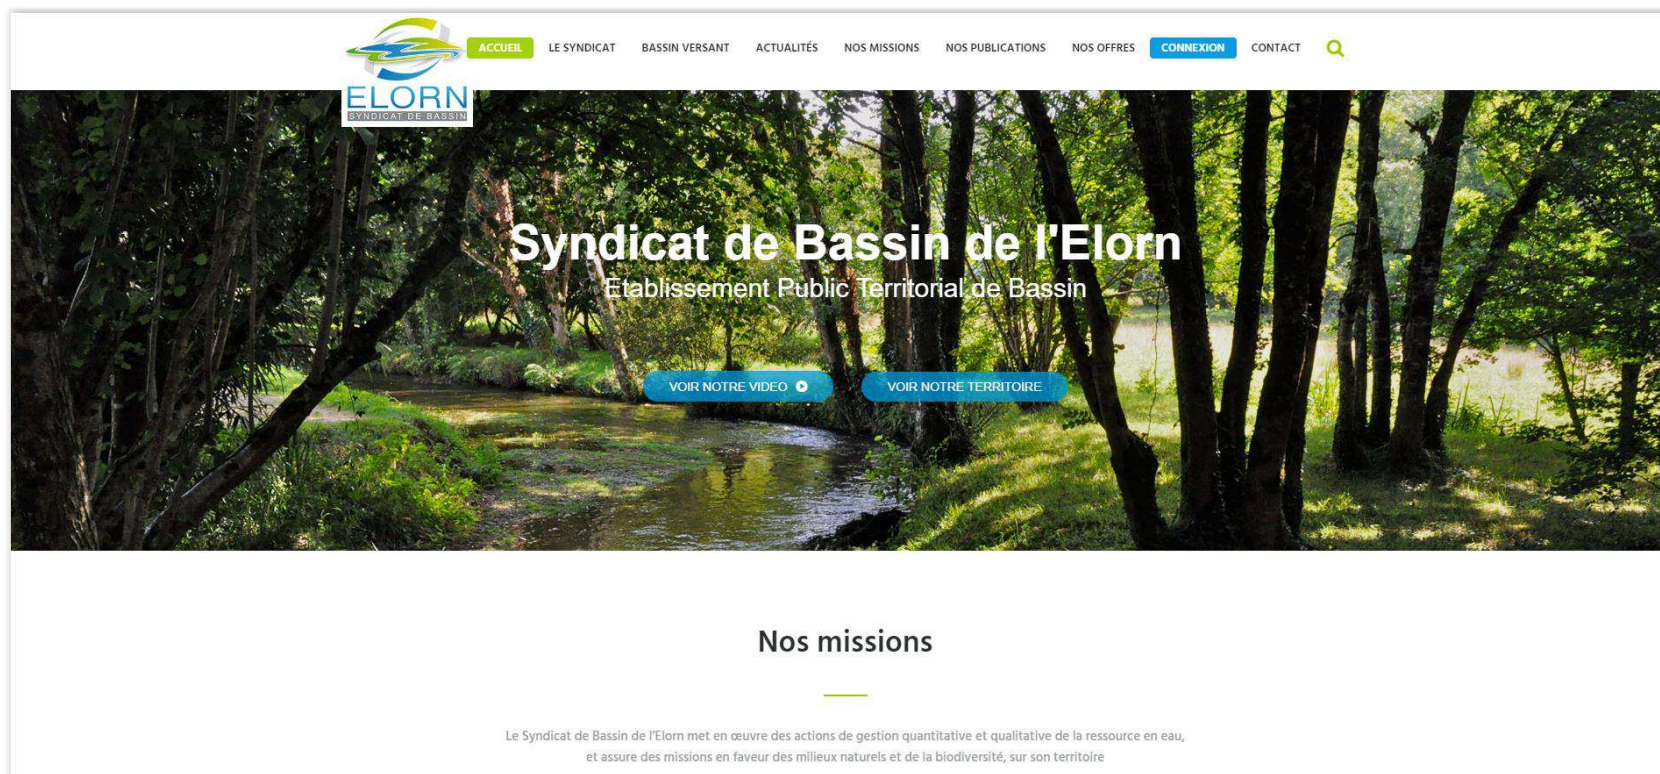 ACCUEIL LE SYNDICAT BASSIN VERSANT ACTUALITÉS NOS MISSIONS NOS PUBLICATIONS NOS OFFRES CONNEXION CONTACT
ELORN
SYNDICAT DE BASSIN
Syndicat de Bassin de l'Elorn
Etablissement Public Territorial de Bassin
VOIR NOTRE VIDEO VOIR NOTRE TERRITOIRE
Nos missions
Le Syndicat de Bassin de l'Elorn met en œuvre des actions de gestion quantitative et qualitative de la ressource en eau,
et assure des missions en faveur des milieux naturels et de la biodiversité, sur son territoire